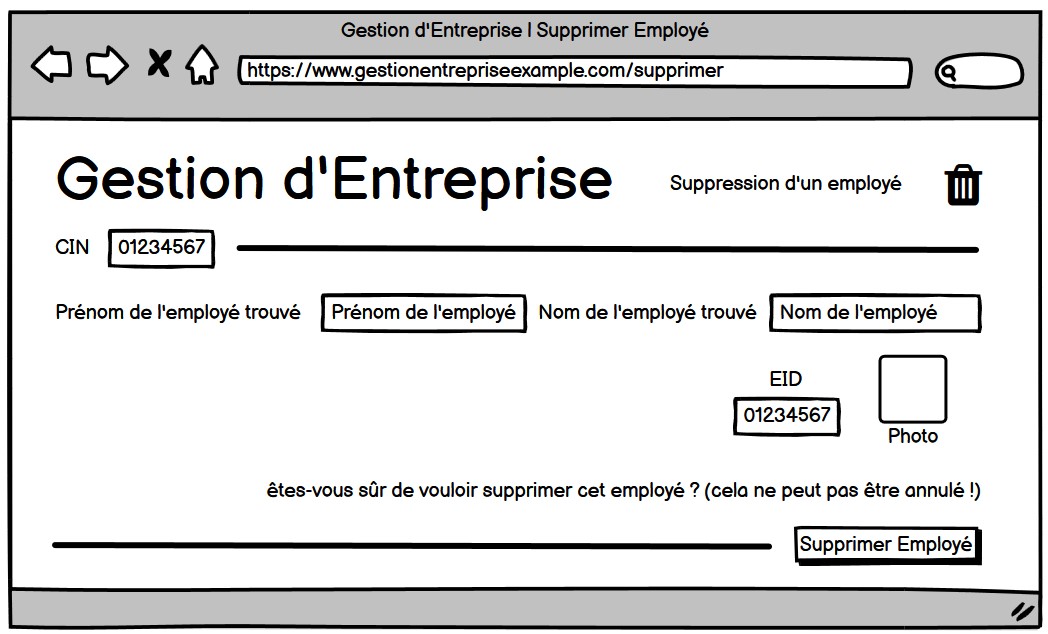 Gestion d'Entreprise | Supprimer Employé
https://www.gestionentrepriseexample.com/supprimer
Gestion d'Entreprise
Suppression d'un employé
CIN 01234567
Prénom de l'employé trouvé Prénom de l'employé Nom de l'employé trouvé Nom de l'employé
EID
01234567
Photo
êtes-vous sûr de vouloir supprimer cet employé ? (cela ne peut pas être annulé !)
Supprimer Employé